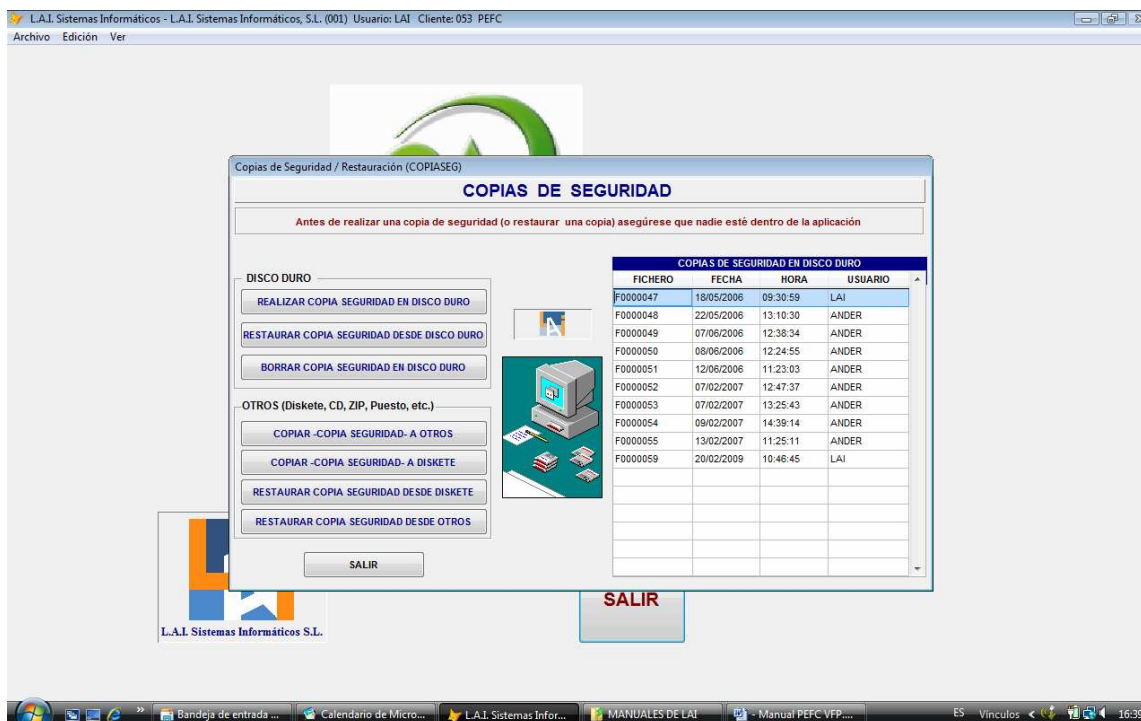 L.A.I. Sistemas Informáticos - L.A.I. Sistemas Informáticos, S.L. (001) Usuario: LAI Cliente: 053 PEFC
Archivo Edición Ver
Copias de Seguridad / Restauración (COPIASEG)
COPIAS DE SEGURIDAD
Antes de realizar una copia de seguridad (o restaurar una copia) asegúrese que nadie esté dentro de la aplicación
DISCO DURO
REALIZAR COPIA SEGURIDAD EN DISCO DURO
RESTAURAR COPIA SEGURIDAD DESDE DISCO DURO
BORRAR COPIA SEGURIDAD EN DISCO DURO
OTROS (Diskete, CD, ZIP, Puesto, etc.)
COPIAR -COPIA SEGURIDAD- A OTROS
COPIAR -COPIA SEGURIDAD- A DISKETE
RESTAURAR COPIA SEGURIDAD DESDE DISKETE
RESTAURAR COPIA SEGURIDAD DESDE OTROS
SALIR
COPIAS DE SEGURIDAD EN DISCO DURO
FICHERO FECHA HORA USUARIO
F0000047 18/05/2006 09:30:59 LAI
F0000048 22/05/2006 13:10:30 ANDER
F0000049 07/06/2006 12:38:34 ANDER
F0000050 08/06/2006 12:24:55 ANDER
F0000051 12/06/2006 11:23:03 ANDER
F0000052 07/02/2007 12:47:37 ANDER
F0000053 07/02/2007 13:25:43 ANDER
F0000054 09/02/2007 14:39:14 ANDER
F0000055 13/02/2007 11:25:11 ANDER
F0000059 20/02/2009 10:46:45 LAI
SALIR
L.A.I. Sistemas Informáticos S.L.
Bandeja de entrada ... Calendario de Micro... L.A.I. Sistemas Infor... MANUALES DE LAI - Manual PEFC VFP.... ES Vínculos 16:39